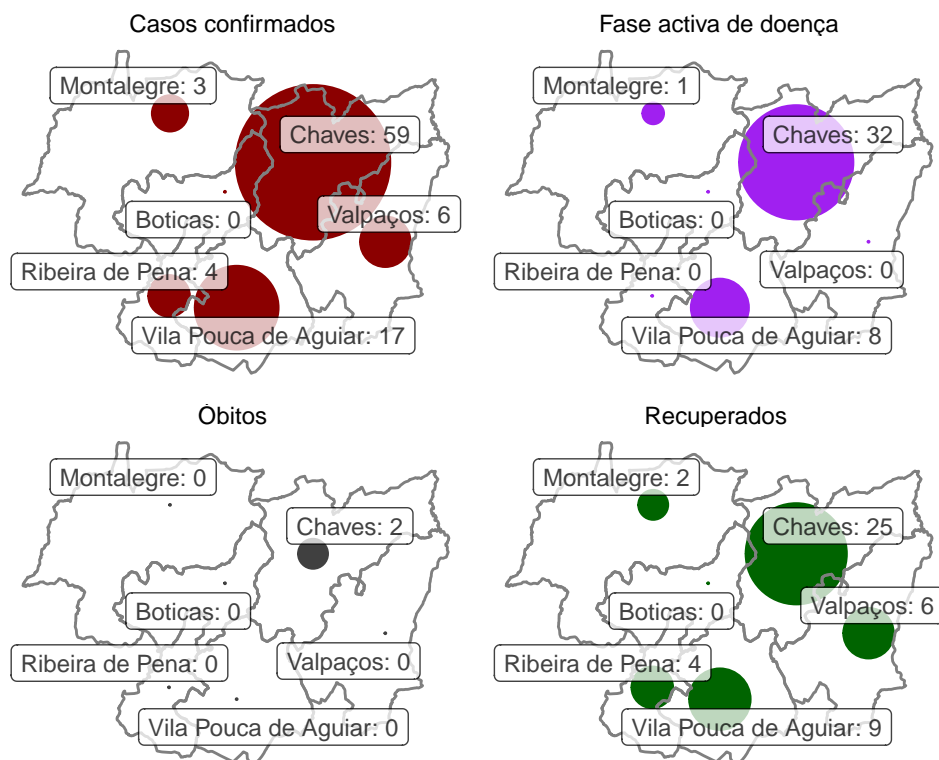 Casos confirmados
Montalegre: 3
Chaves: 59
Boticas: 0
Valpaços: 6
Ribeira de Pena: 4
Vila Pouca de Aguiar: 17
Fase activa de doença
Montalegre: 1
Chaves: 32
Boticas: 0
Valpaços: 0
Ribeira de Pena: 0
Vila Pouca de Aguiar: 8
Óbitos
Montalegre: 0
Chaves: 2
Boticas: 0
Valpaços: 0
Ribeira de Pena: 0
Vila Pouca de Aguiar: 0
Recuperados
Montalegre: 2
Chaves: 25
Boticas: 0
Valpaços: 6
Ribeira de Pena: 4
Vila Pouca de Aguiar: 9